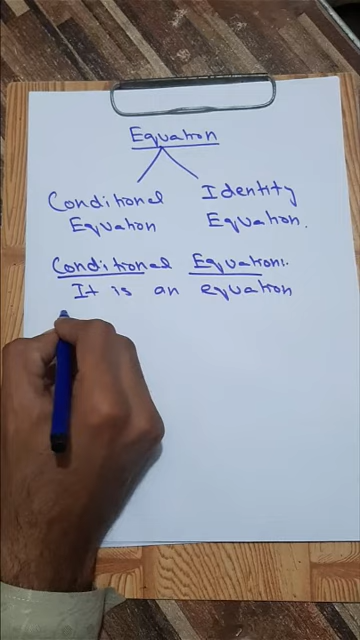 Equation
Conditional Identity
Equation Equation.
Conditional Equation:.
It is an equation